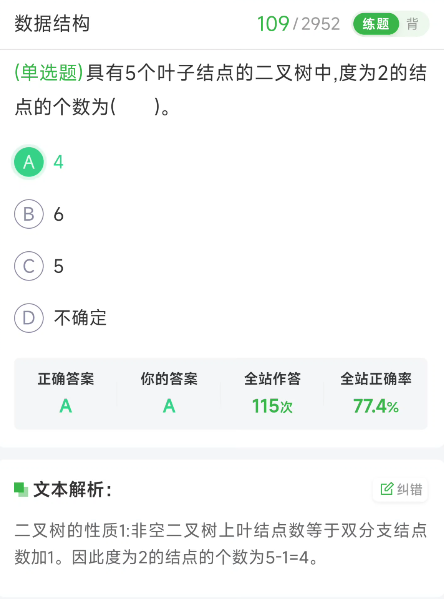 数据结构 109/2952 练题 背
(单选题)具有5个叶子结点的二叉树中,度为2的结
点的个数为(  )。
A 4
B 6
C 5
D 不确定
正确答案 你的答案 全站作答 全站正确率
A A 115次 77.4%
文本解析: 纠错
二叉树的性质1:非空二叉树上叶结点数等于双分支结点
数加1。因此度为2的结点的个数为5-1=4。